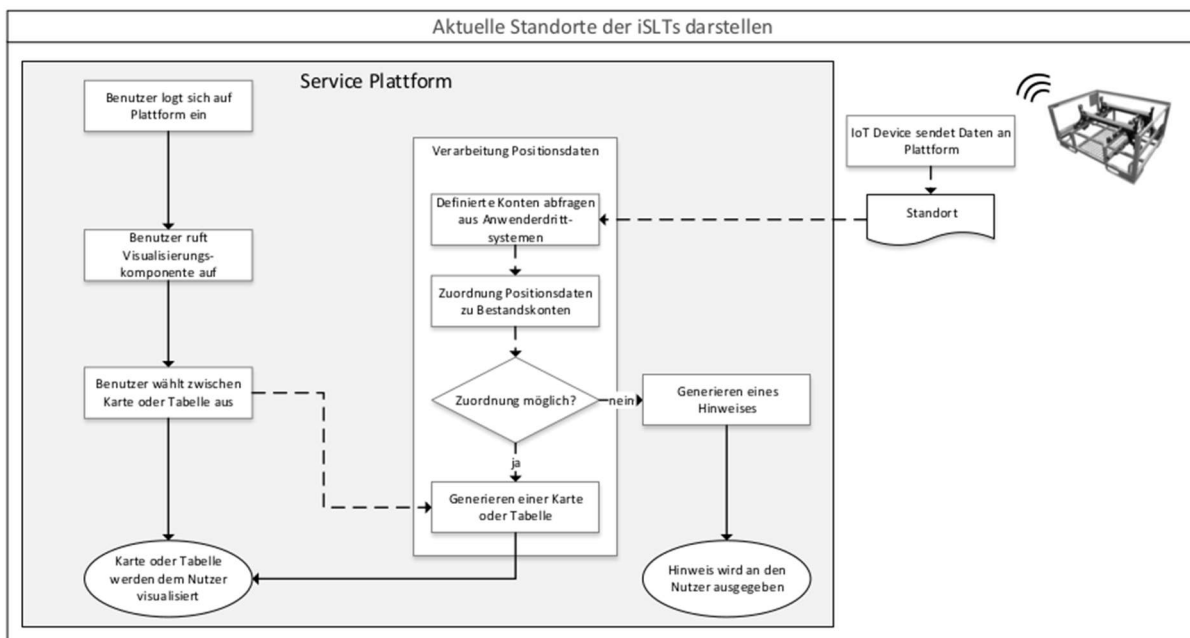 Aktuelle Standorte der iSLTs darstellen
Service Plattform
Benutzer logt sich auf
Plattform ein
Benutzer ruft
Visualisierungs-
komponente auf
Benutzer wählt zwischen
Karte oder Tabelle aus
Karte oder Tabelle
werden dem Nutzer
visualisiert
Verarbeitung Positionsdaten
Definierte Konten abfragen
aus Anwenderdritt-
systemen
Zuordnung Positionsdaten
zu Bestandskonten
Zuordnung möglich?
nein
ja
Generieren einer Karte
oder Tabelle
Generieren eines
Hinweises
Hinweis wird an den
Nutzer ausgegeben
IoT Device sendet Daten an
Plattform
Standort